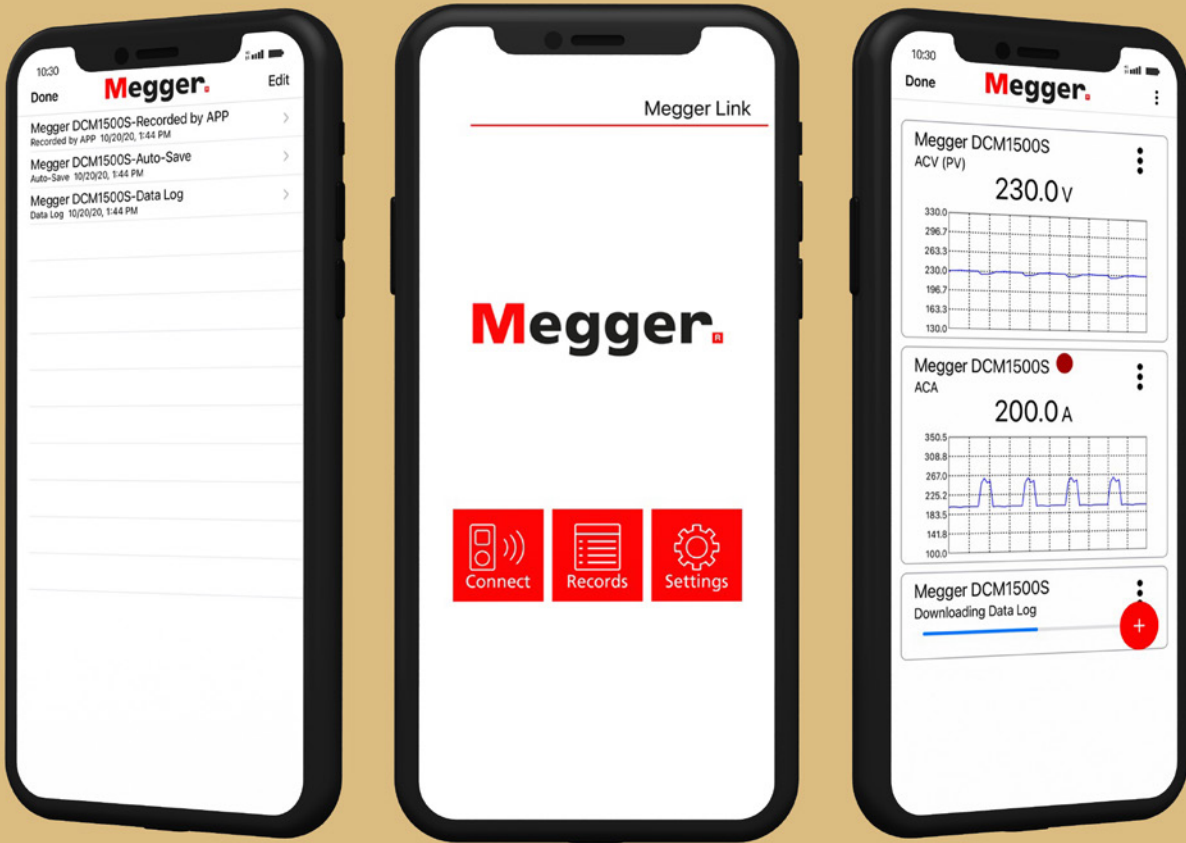 10:30
Done Megger. Edit
Megger DCM1500S-Recorded by APP
Recorded by APP 10/20/20, 1:44 PM
Megger DCM1500S-Auto-Save
Auto-Save 10/20/20, 1:44 PM
Megger DCM1500S-Data Log
Data Log 10/20/20, 1:44 PM
Megger Link
Megger.
R
Connect
Records
Settings
10:30
Done Megger.
Megger DCM1500S
ACV (PV)
230.0 V
330.0
296.7
263.3
230.0
196.7
163.3
130.0
Megger DCM1500S
ACA
200.0 A
350.5
308.8
267.0
225.2
183.5
141.8
100.0
Megger DCM1500S
Downloading Data Log
+